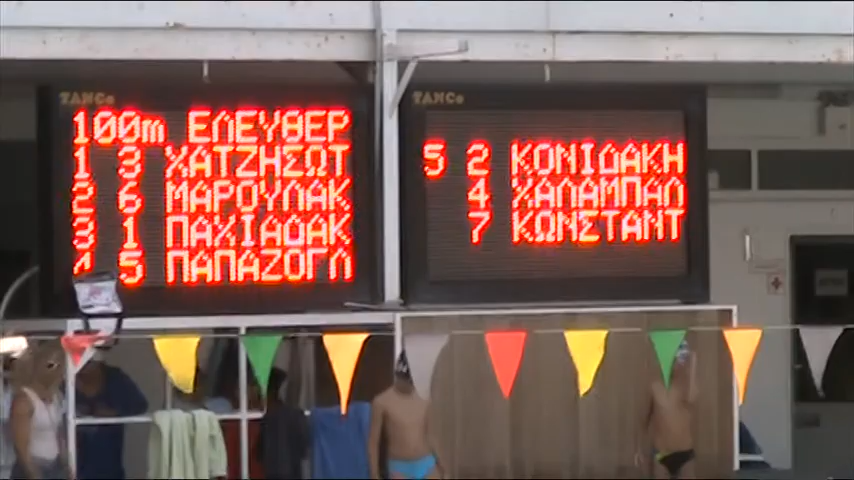 TANCo
100m ΕΛΕΥΘΕΡ
1 3 ΧΑΤΖΗΣΩΤ
2 6 ΜΑΡΟΥΛΑΚ
3 1 ΠΑΧΙΑΔΑΚ
4 5 ΠΑΠΑΖΟΓΛ
TANCo
5 2 ΚΟΝΙΔΑΚΗ
4 ΧΑΛΑΜΠΑΛ
7 ΚΩΝΣΤΑΝΤ